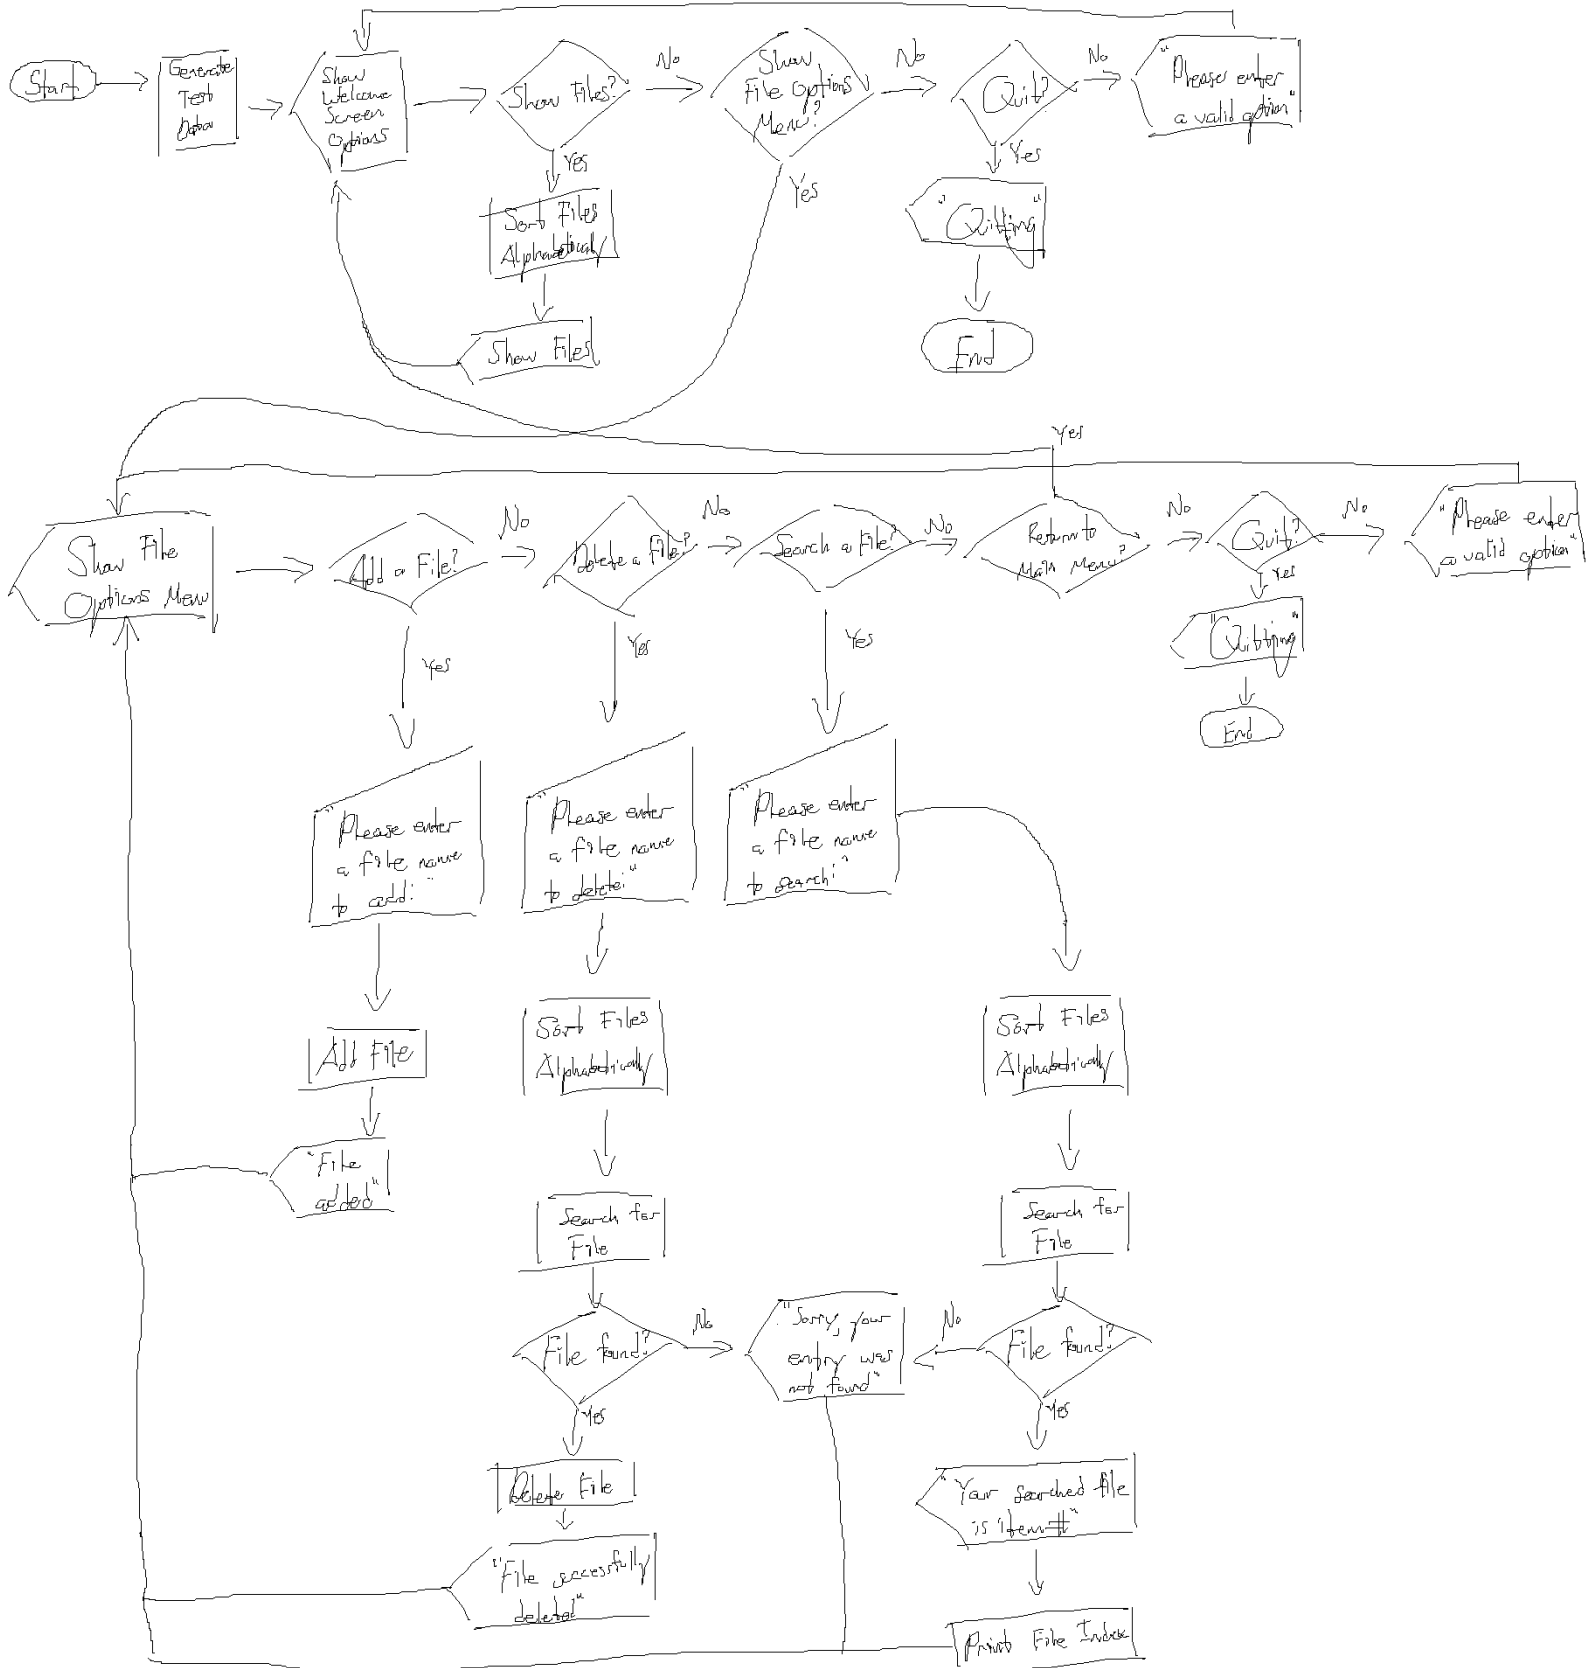 Start
Generate
Test
Data
Show
Welcome
Screen
Options
Show Files?
No
Show
File Options
Menu?
No
Quit?
No
"Please enter
a valid option"
Yes
Sort Files
Alphabetically
Show Files
Yes
Yes
"Quitting"
End
Yes
Show File
Options Menu
Add a File?
No
Delete a File?
No
Search a File?
No
Return to
Main Menu?
No
Quit?
No
"Please enter
a valid option"
Yes
"Quitting"
End
Yes
Yes
Yes
"Please enter
a file name
to add:"
"Please enter
a file name
to delete:"
"Please enter
a file name
to search:"
Add File
"File
added"
Sort Files
Alphabetically
Search for
File
File found?
No
Yes
Delete File
"File successfully
deleted"
"Sorry, your
entry was
not found"
Sort Files
Alphabetically
Search for
File
File found?
No
Yes
"Your searched file
is item #"
Print File Index